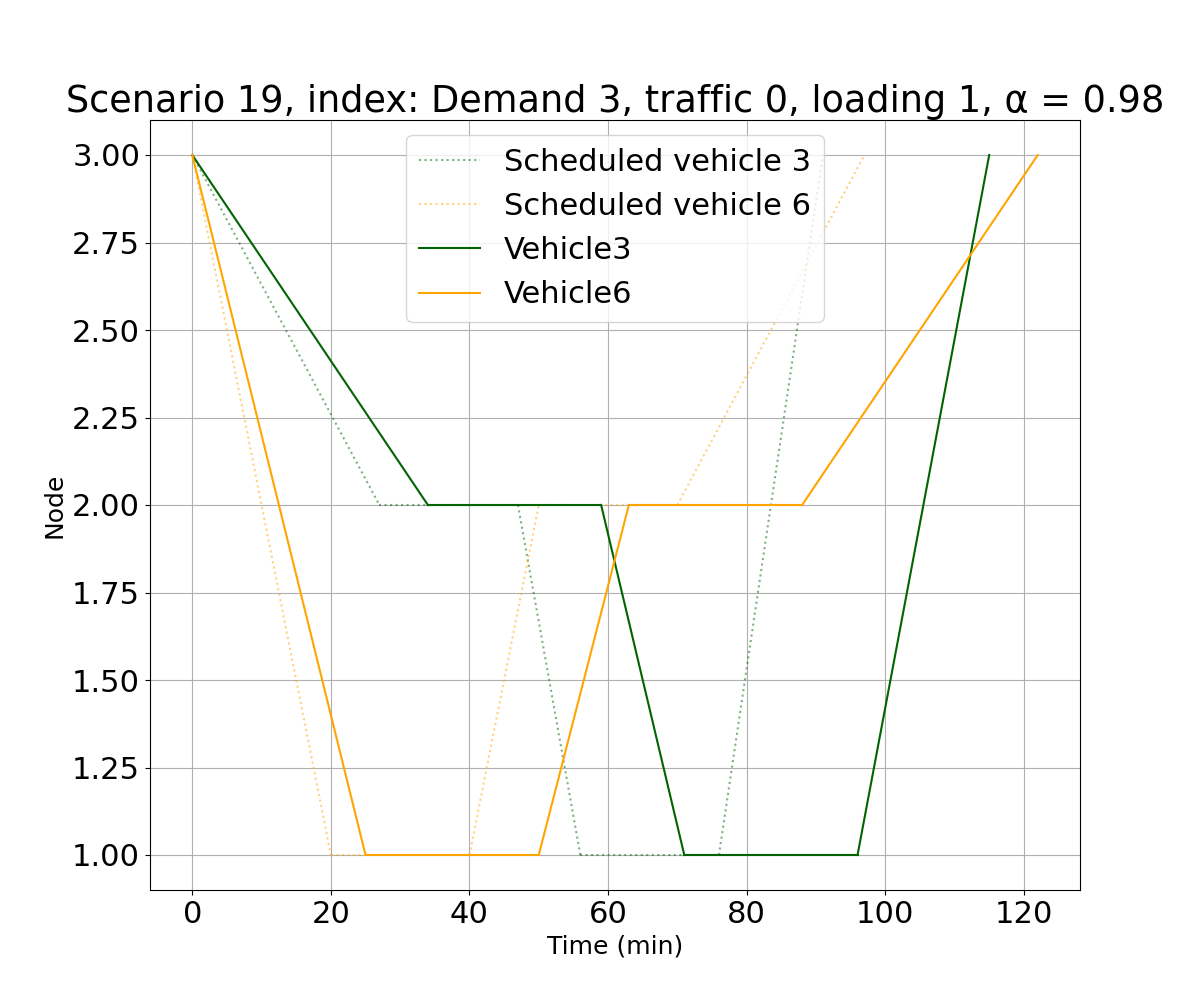 Scenario 19, index: Demand 3, traffic 0, loading 1, α = 0.98
Scheduled vehicle 3
Scheduled vehicle 6
Vehicle3
Vehicle6
3.00
2.75
2.50
2.25
2.00
1.75
1.50
1.25
1.00
Node
0 20 40 60 80 100 120
Time (min)